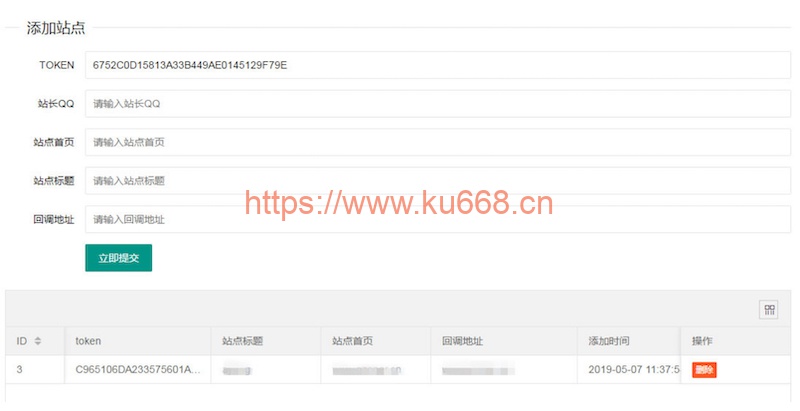 添加站点
TOKEN 6752C0D15813A33B449AE0145129F79E
站长QQ 请输入站长QQ
站点首页 请输入站点首页
站点标题 请输入站点标题
https://www.ku668.cn
回调地址 请输入回调地址
立即提交
ID token 站点标题 站点首页 回调地址 添加时间 操作
3 C965106DA233575601A... 2019-05-07 11:37:5 删除